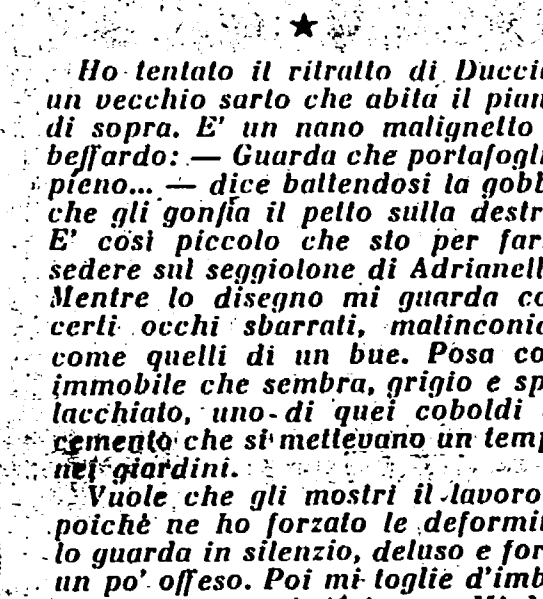 ★
Ho tentato il ritratto di Ducci
un vecchio sarto che abita il pian
di sopra. E' un nano malignetto
beffardo: — Guarda che portafogli
pieno... — dice battendosi la gobb
che gli gonfia il petto sulla destr
E' così piccolo che sto per far
sedere sul seggiolone di Adrianell
Mentre lo disegno mi guarda co
certi occhi sbarrati, malinconic
come quelli di un bue. Posa co
immobile che sembra, grigio e sp
lacchiato, uno di quei coboldi
cemento che si mettevano un temp
nei giardini.
Vuole che gli mostri il lavoro
poichè ne ho forzato le deformit
lo guarda in silenzio, deluso e for
un po' offeso. Poi mi toglie d'imb